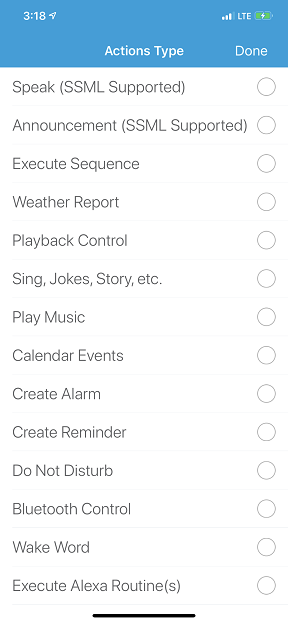 3:18 LTE
Actions Type Done
Speak (SSML Supported)
Announcement (SSML Supported)
Execute Sequence
Weather Report
Playback Control
Sing, Jokes, Story, etc.
Play Music
Calendar Events
Create Alarm
Create Reminder
Do Not Disturb
Bluetooth Control
Wake Word
Execute Alexa Routine(s)